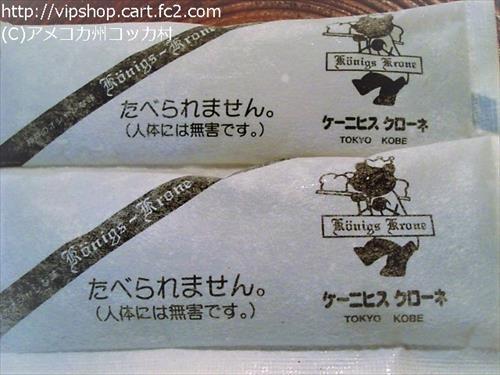 http://vipshop.cart.fc2.com
(C)アメコカ州コッカ村
Königs-Krone
たべられません。
(人体には無害です。)
Königs Krone
ケーニヒス クローネ
TOKYO KOBE
Königs-Krone
たべられません。
(人体には無害です。)
Königs Krone
ケーニヒス クローネ
TOKYO KOBE